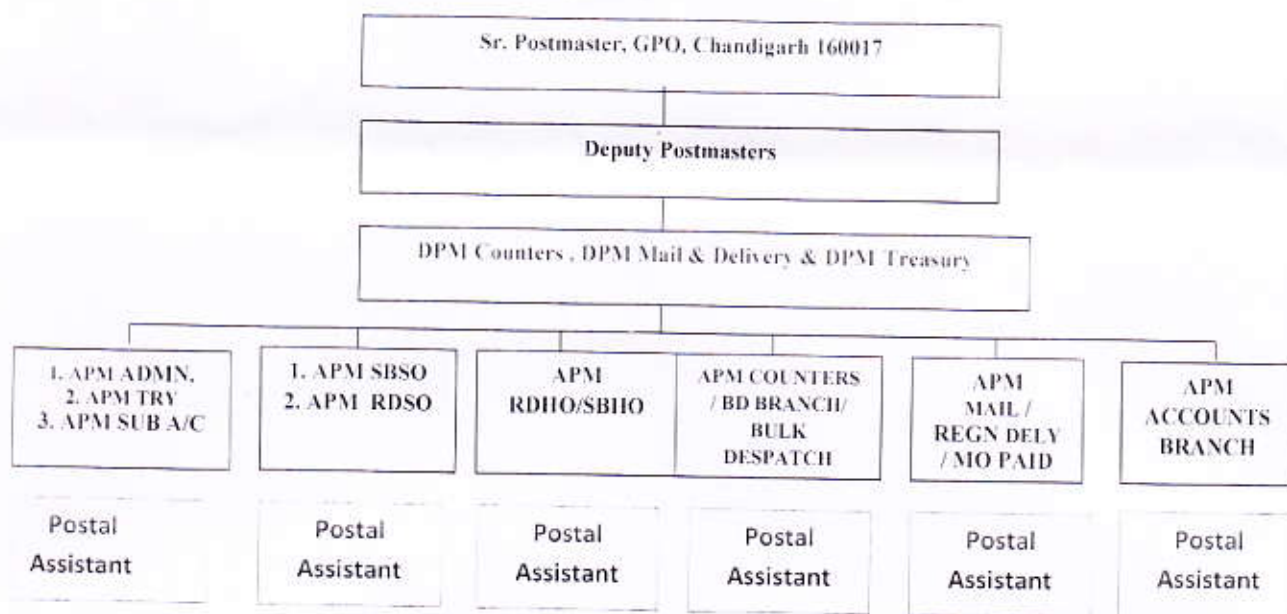 Sr. Postmaster, GPO, Chandigarh 160017
Deputy Postmasters
DPM Counters , DPM Mail & Delivery & DPM Treasury
1. APM ADMN,
2. APM TRY
3. APM SUB A/C
1. APM SBSO
2. APM RDSO
APM
RDHO/SBHO
APM COUNTERS
/ BD BRANCH/
BULK
DESPATCH
APM
MAIL /
REGN DELY
/ MO PAID
APM
ACCOUNTS
BRANCH
Postal
Assistant
Postal
Assistant
Postal
Assistant
Postal
Assistant
Postal
Assistant
Postal
Assistant